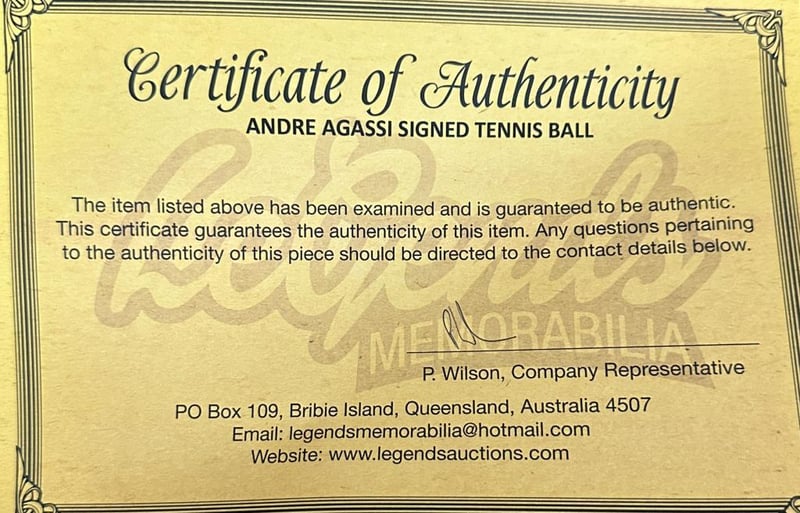 Certificate of Authenticity
ANDRE AGASSI SIGNED TENNIS BALL
The item listed above has been examined and is guaranteed to be authentic.
This certificate guarantees the authenticity of this item. Any questions pertaining
to the authenticity of this piece should be directed to the contact details below.
Legends
MEMORABILIA
P. Wilson, Company Representative
PO Box 109, Bribie Island, Queensland, Australia 4507
Email: legendsmemorabilia@hotmail.com
Website: www.legendsauctions.com